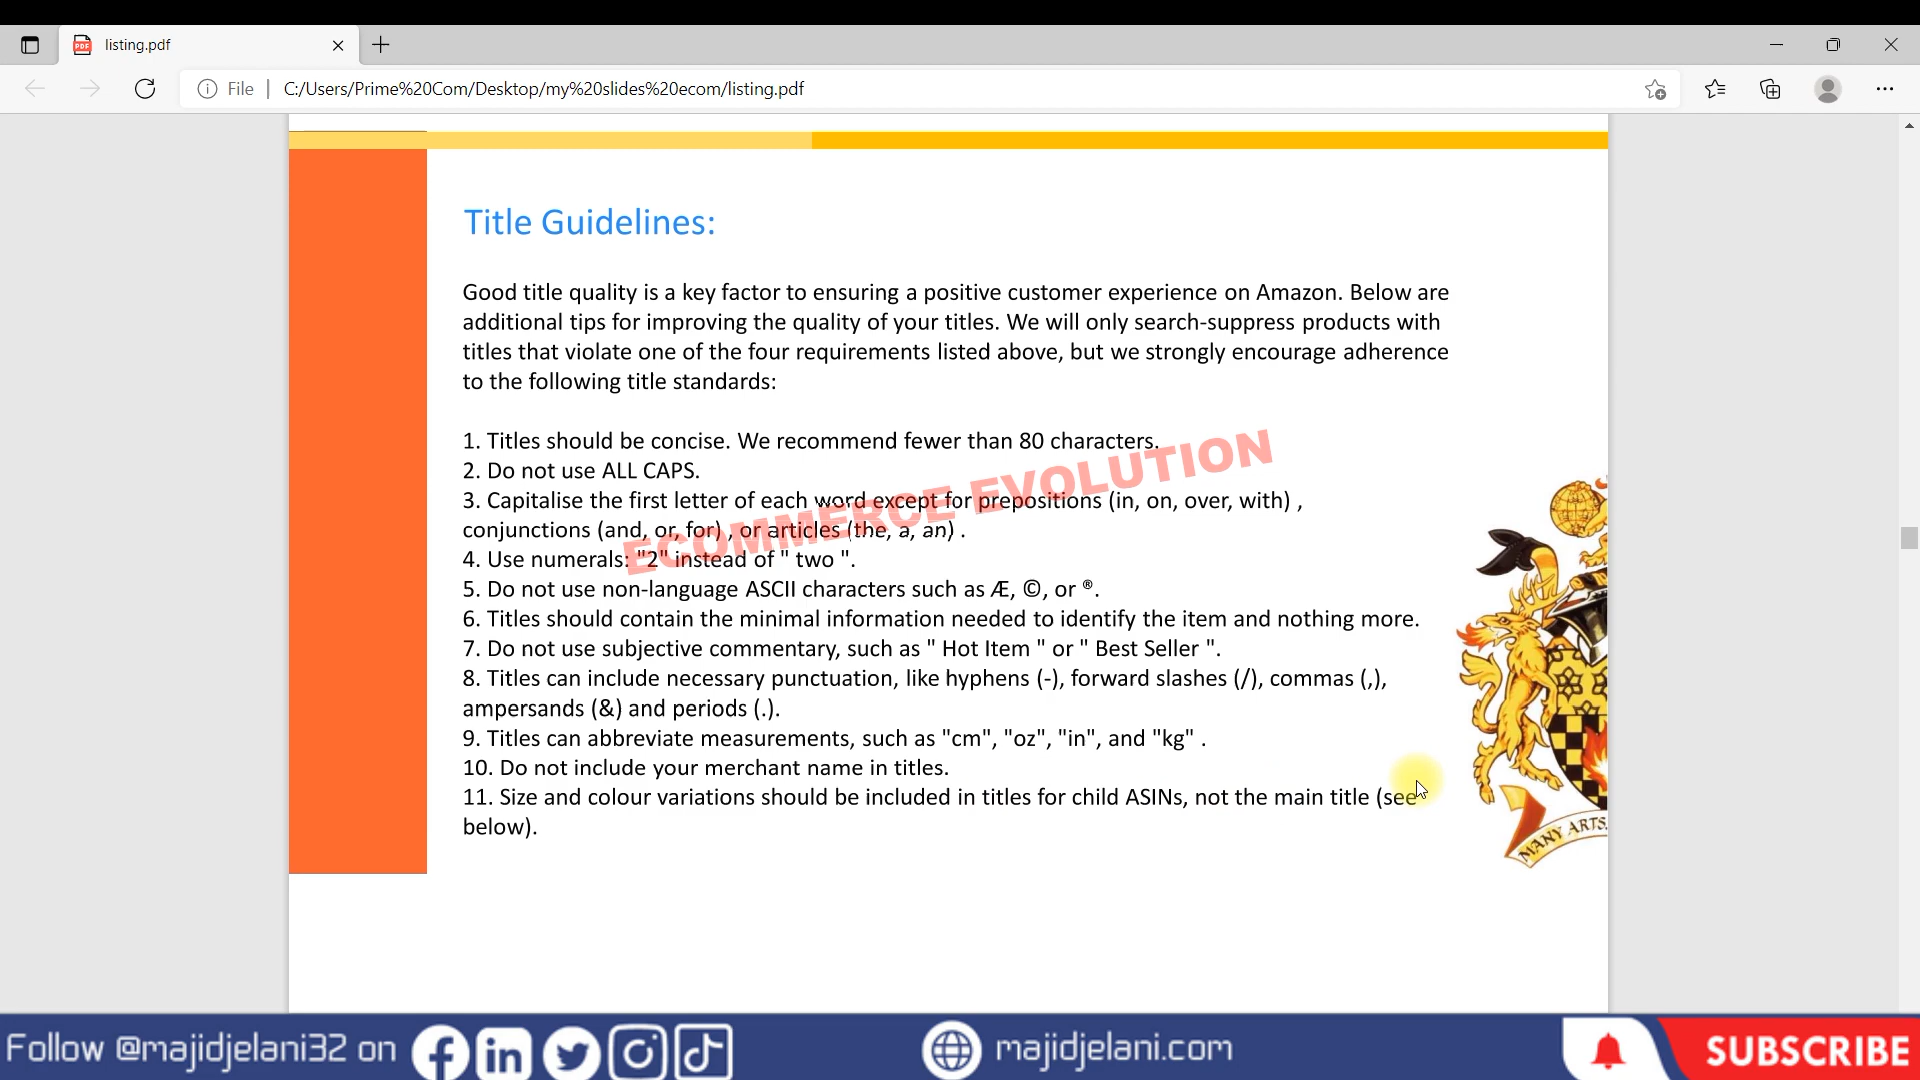 listing.pdf
File
C:/Users/Prime%20Com/Desktop/my%20slides%20ecom/listing.pdf
Title Guidelines:
Good title quality is a key factor to ensuring a positive customer experience on Amazon. Below are
additional tips for improving the quality of your titles. We will only search-suppress products with
titles that violate one of the four requirements listed above, but we strongly encourage adherence
to the following title standards:
1. Titles should be concise. We recommend fewer than 80 characters.
2. Do not use ALL CAPS.
3. Capitalise the first letter of each word except for prepositions (in, on, over, with) ,
conjunctions (and, or, for) , or articles (the, a, an) .
4. Use numerals: "2" instead of " two ".
5. Do not use non-language ASCII characters such as Æ, ©, or ®.
6. Titles should contain the minimal information needed to identify the item and nothing more.
7. Do not use subjective commentary, such as " Hot Item " or " Best Seller ".
8. Titles can include necessary punctuation, like hyphens (-), forward slashes (/), commas (,),
ampersands (&) and periods (.).
9. Titles can abbreviate measurements, such as "cm", "oz", "in", and "kg" .
10. Do not include your merchant name in titles.
11. Size and colour variations should be included in titles for child ASINs, not the main title (see
below).
ECOMMERCE EVOLUTION
MANY ARTS,
Follow @majidjelani32 on
majidjelani.com
SUBSCRIBE